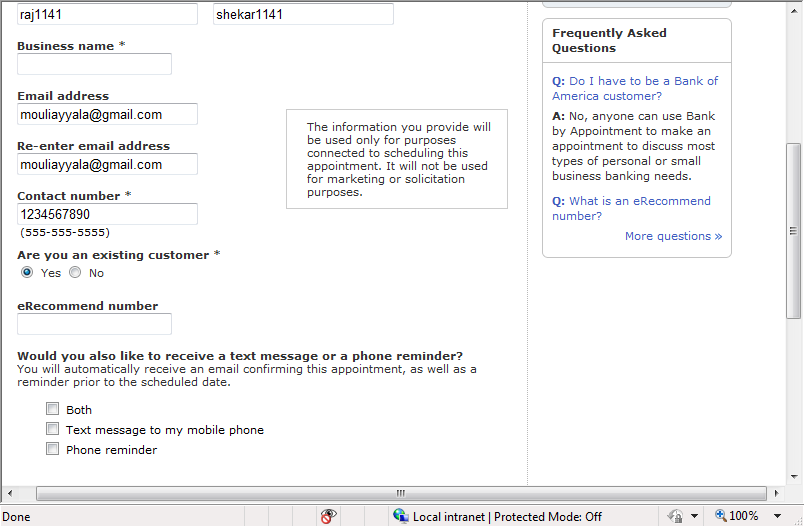 raj1141 shekar1141
Business name *
Email address
mouliayyala@gmail.com
Re-enter email address
mouliayyala@gmail.com
Contact number *
1234567890
(555-555-5555)
Are you an existing customer *
Yes No
eRecommend number
Would you also like to receive a text message or a phone reminder?
You will automatically receive an email confirming this appointment, as well as a
reminder prior to the scheduled date.
Both
Text message to my mobile phone
Phone reminder
The information you provide will
be used only for purposes
connected to scheduling this
appointment. It will not be used
for marketing or solicitation
purposes.
Frequently Asked
Questions
Q: Do I have to be a Bank of
America customer?
A: No, anyone can use Bank
by Appointment to make an
appointment to discuss most
types of personal or small
business banking needs.
Q: What is an eRecommend
number?
More questions »
Done Local intranet | Protected Mode: Off 100%